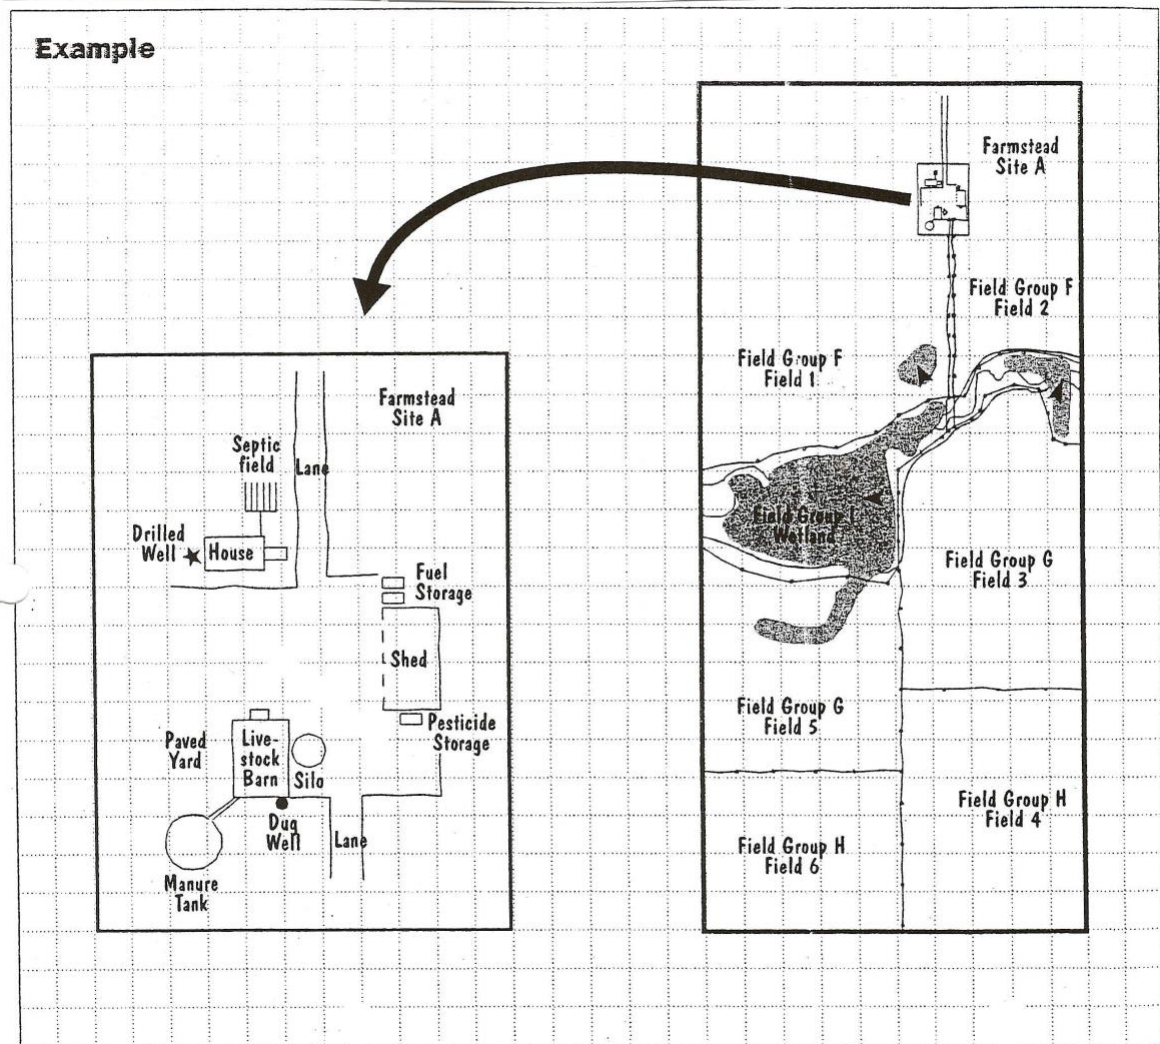 Example
Farmstead
Site A
Septic
field
Lane
Drilled
Well
House
Fuel
Storage
Shed
Pesticide
Storage
Paved
Yard
Live-
stock
Barn
Silo
Dug
Well
Lane
Manure
Tank
Farmstead
Site A
Field Group F
Field 2
Field Group F
Field 1
Field Group I
Wetland
Field Group G
Field 3
Field Group G
Field 5
Field Group H
Field 4
Field Group H
Field 6